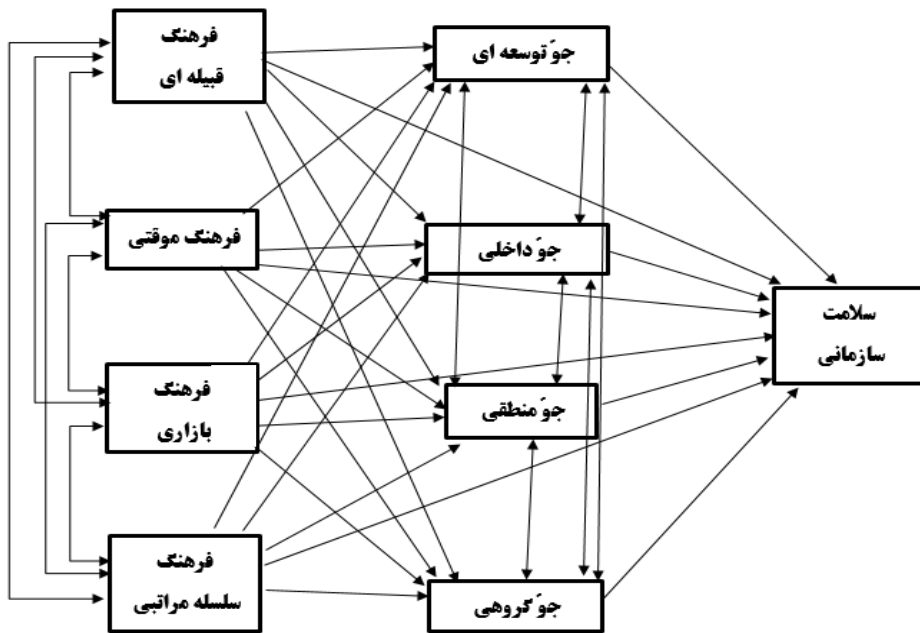 فرهنگ
قبیله ای
جوّ توسعه ای
فرهنگ موقتی
جوّ داخلی
سلامت
سازمانی
فرهنگ
بازاری
جوّ منطقی
فرهنگ
سلسله مراتبی
جوّ گروهی